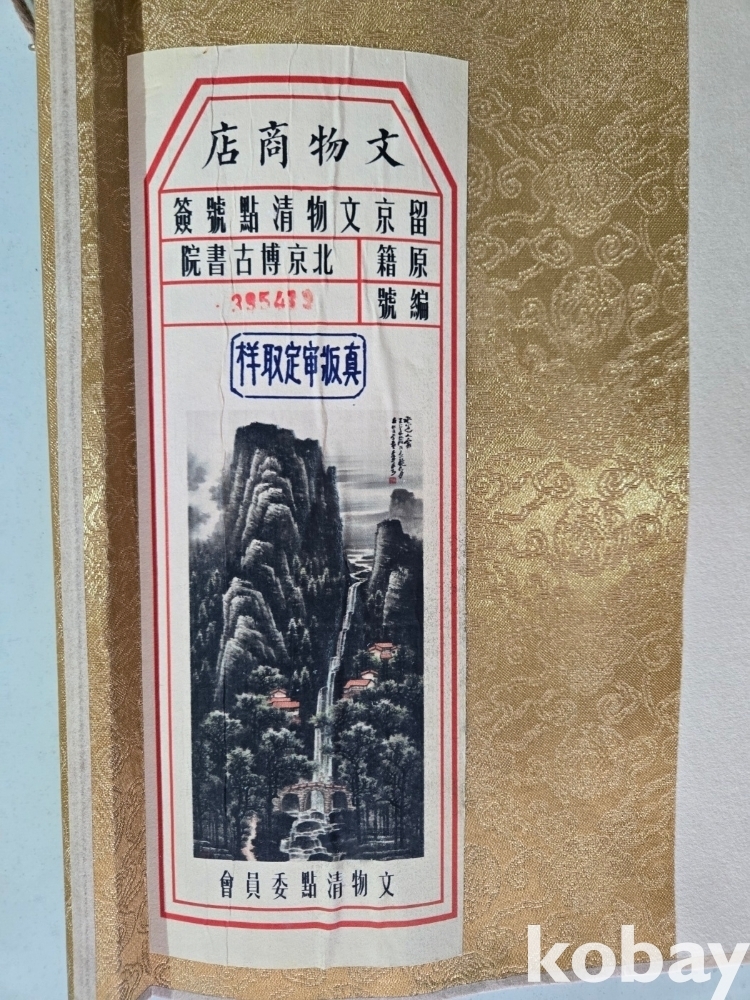 文物商店
留京文物清點號簽
原籍 北京博古書院
編號 395412
真版审定取样
文物清點委員會
kobay